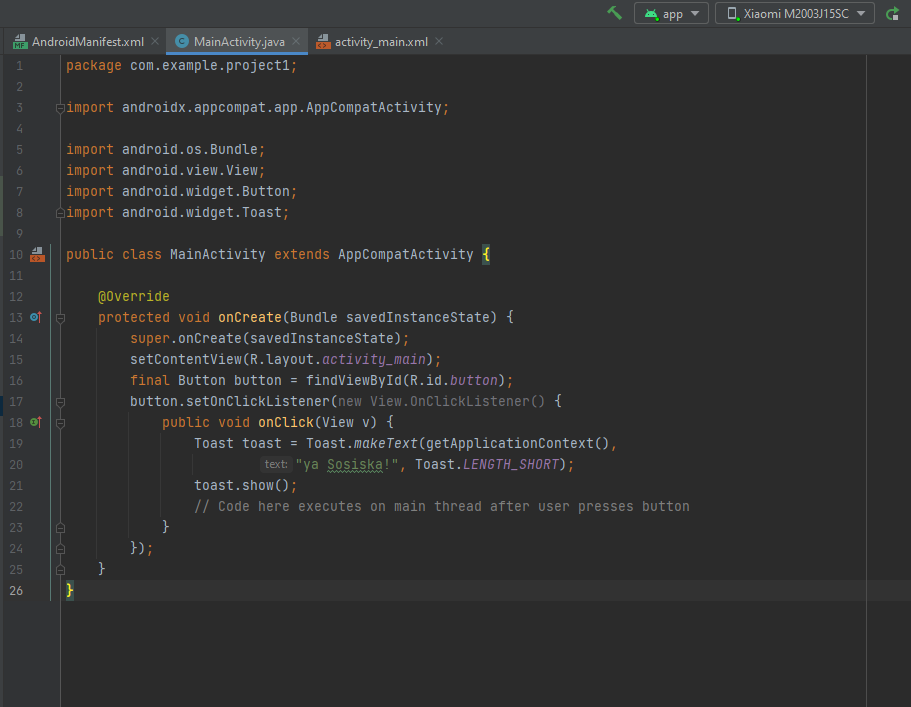 app
Xiaomi M2003J15SC
AndroidManifest.xml
MainActivity.java
activity_main.xml
1 package com.example.project1;
2
3 import androidx.appcompat.app.AppCompatActivity;
4
5 import android.os.Bundle;
6 import android.view.View;
7 import android.widget.Button;
8 import android.widget.Toast;
9
10 public class MainActivity extends AppCompatActivity {
11
12 @Override
13 protected void onCreate(Bundle savedInstanceState) {
14 super.onCreate(savedInstanceState);
15 setContentView(R.layout.activity_main);
16 final Button button = findViewById(R.id.button);
17 button.setOnClickListener(new View.OnClickListener() {
18 public void onClick(View v) {
19 Toast toast = Toast.makeText(getApplicationContext(),
20 text: "ya Sosiska!", Toast.LENGTH_SHORT);
21 toast.show();
22 // Code here executes on main thread after user presses button
23 }
24 });
25 }
26 }